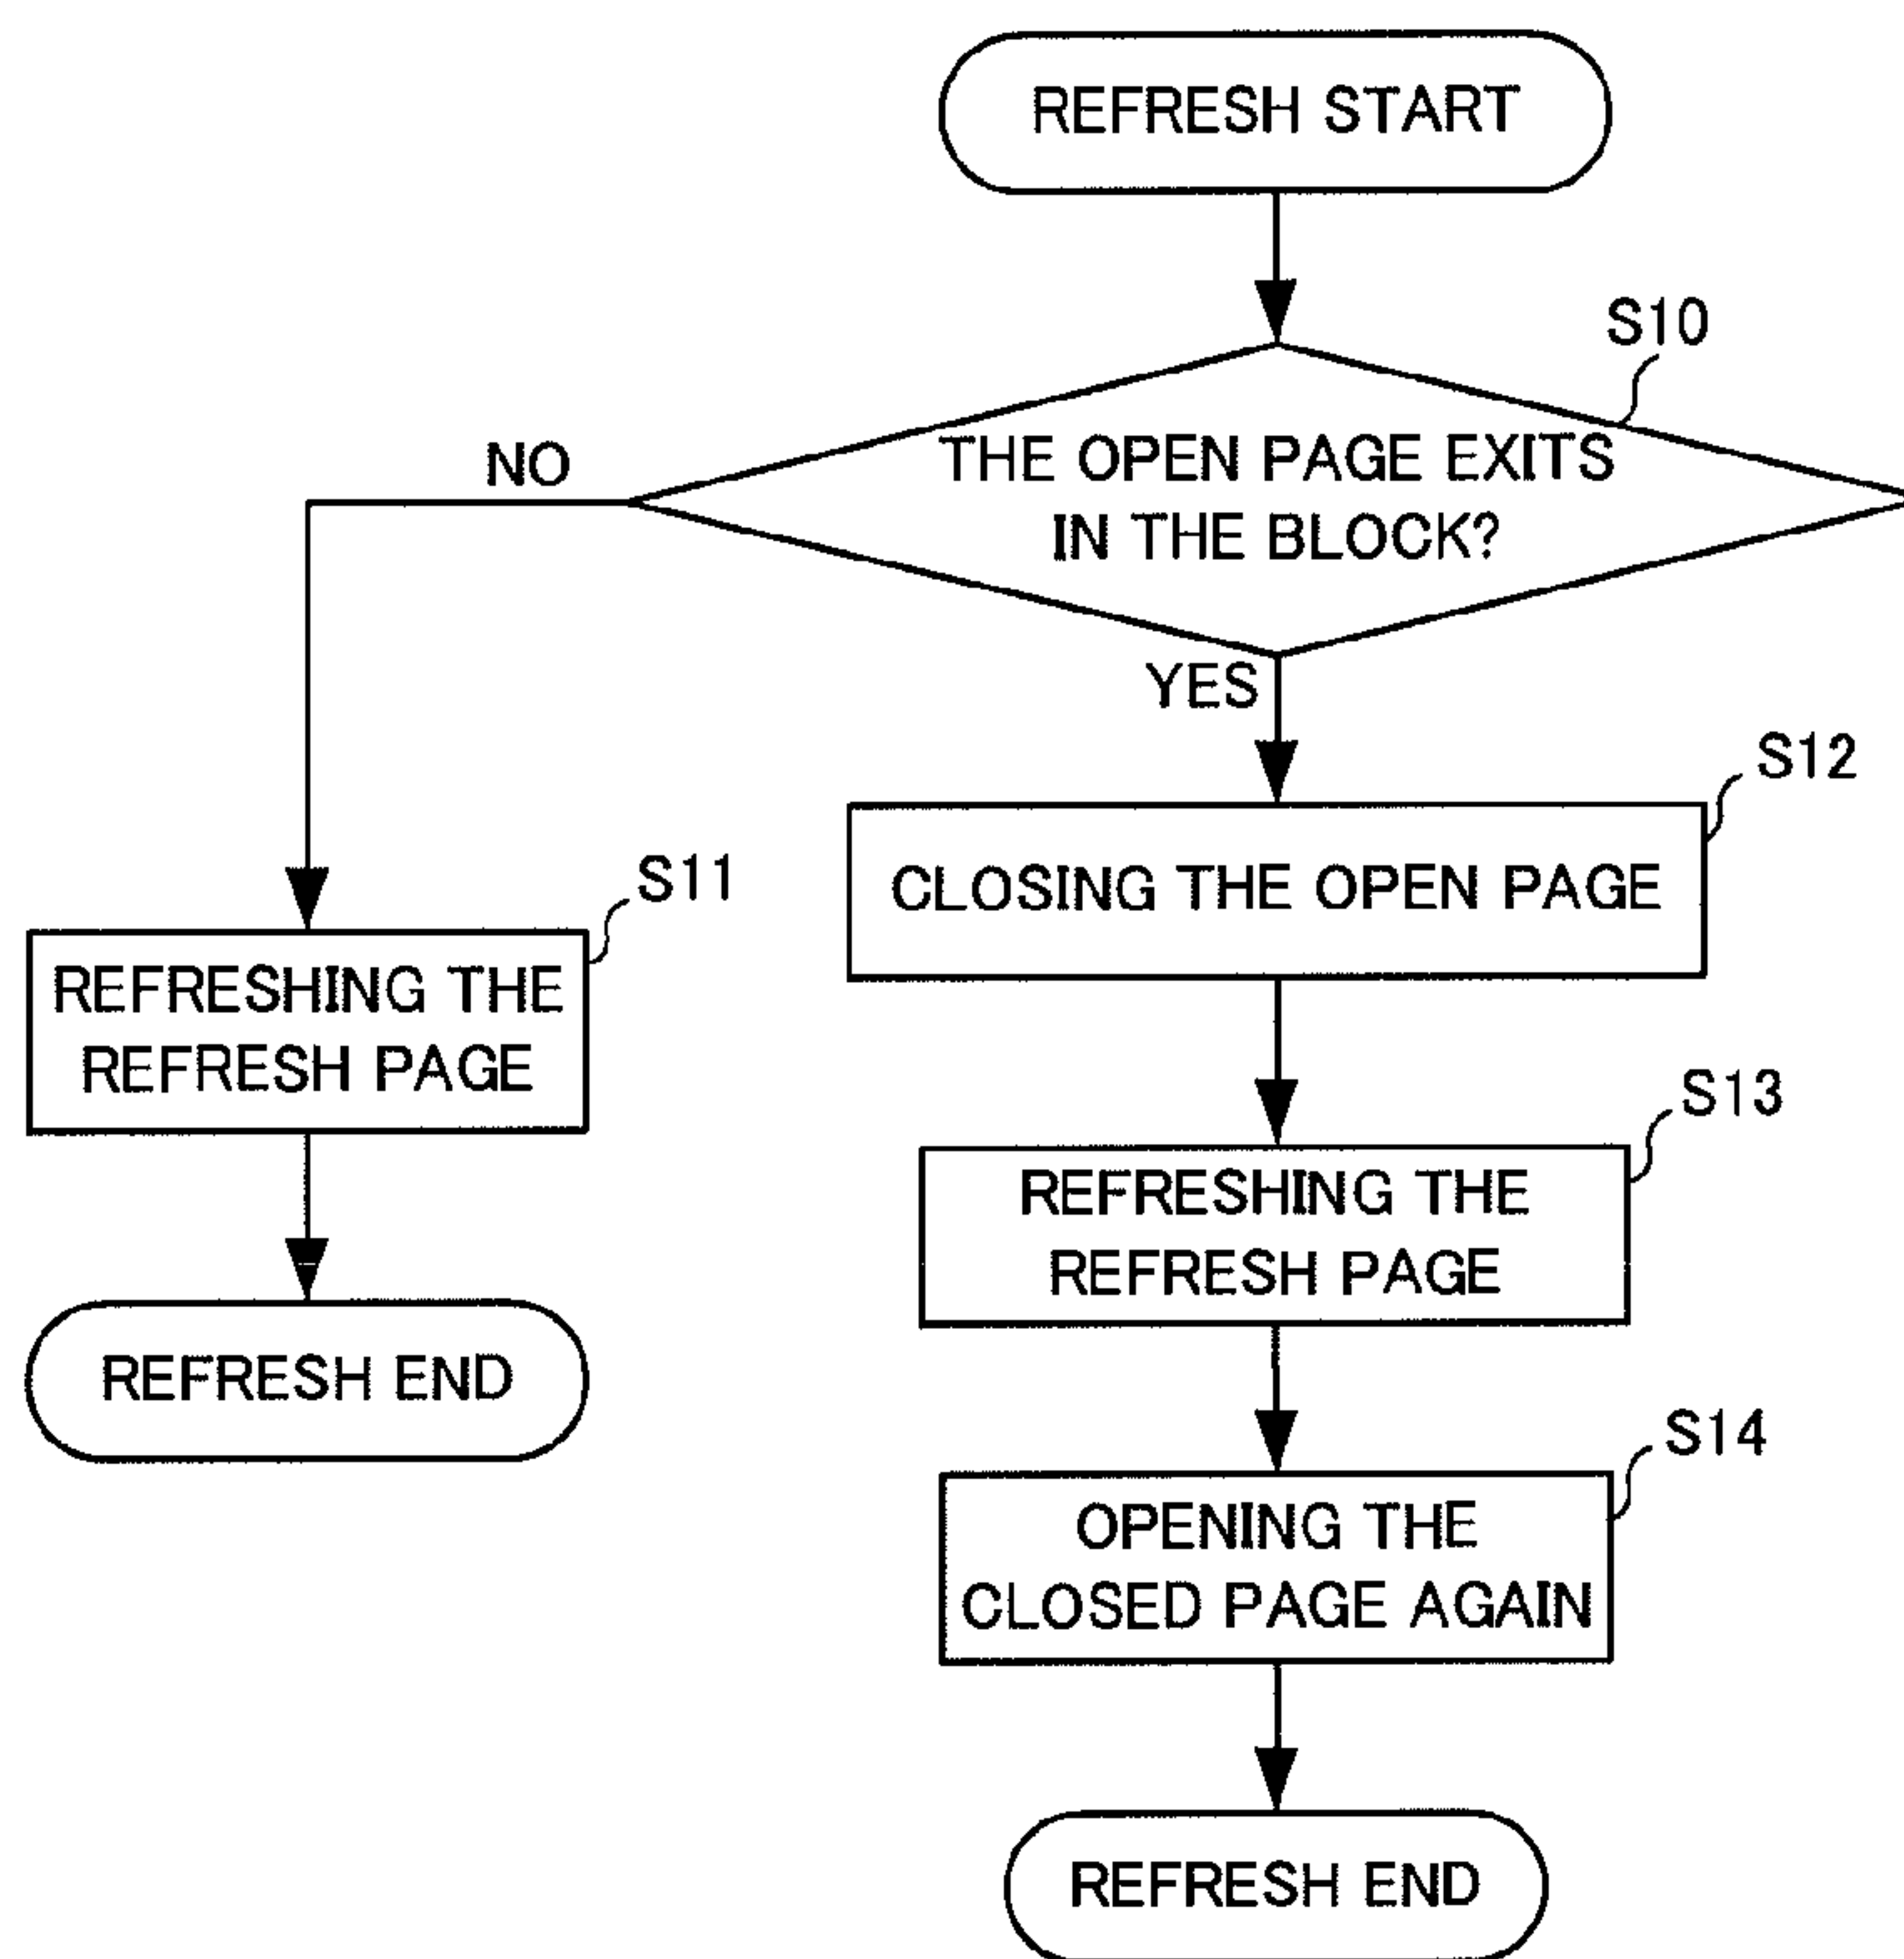 REFRESH START
S10
THE OPEN PAGE EXITS
IN THE BLOCK?
NO
YES
S12
CLOSING THE OPEN PAGE
S11
REFRESHING THE
REFRESH PAGE
S13
REFRESHING THE
REFRESH PAGE
REFRESH END
S14
OPENING THE
CLOSED PAGE AGAIN
REFRESH END